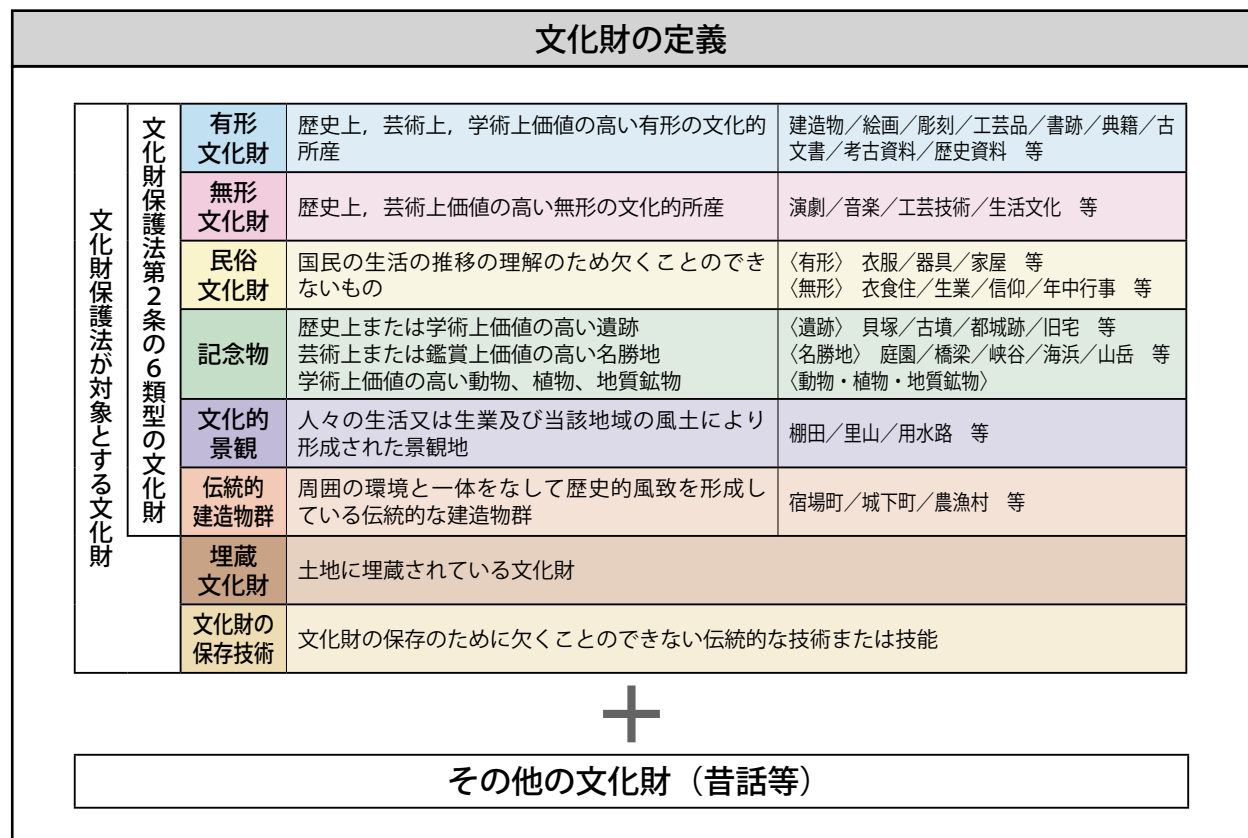 文化財の定義
文化財保護法が対象とする文化財
文化財保護法第2条の6類型の文化財
有形
文化財
歴史上，芸術上，学術上価値の高い有形の文化的
所産
建造物／絵画／彫刻／工芸品／書跡／典籍／古
文書／考古資料／歴史資料　等
無形
文化財
歴史上，芸術上価値の高い無形の文化的所産
演劇／音楽／工芸技術／生活文化　等
民俗
文化財
国民の生活の推移の理解のため欠くことのでき
ないもの
〈有形〉 衣服／器具／家屋　等
〈無形〉 衣食住／生業／信仰／年中行事　等
記念物
歴史上または学術上価値の高い遺跡
芸術上または鑑賞上価値の高い名勝地
学術上価値の高い動物、植物、地質鉱物
〈遺跡〉 貝塚／古墳／都城跡／旧宅　等
〈名勝地〉 庭園／橋梁／峡谷／海浜／山岳　等
〈動物・植物・地質鉱物〉
文化的
景観
人々の生活又は生業及び当該地域の風土により
形成された景観地
棚田／里山／用水路　等
伝統的
建造物群
周囲の環境と一体をなして歴史的風致を形成し
ている伝統的な建造物群
宿場町／城下町／農漁村　等
埋蔵
文化財
土地に埋蔵されている文化財
文化財の
保存技術
文化財の保存のために欠くことのできない伝統的な技術または技能
＋
その他の文化財（昔話等）